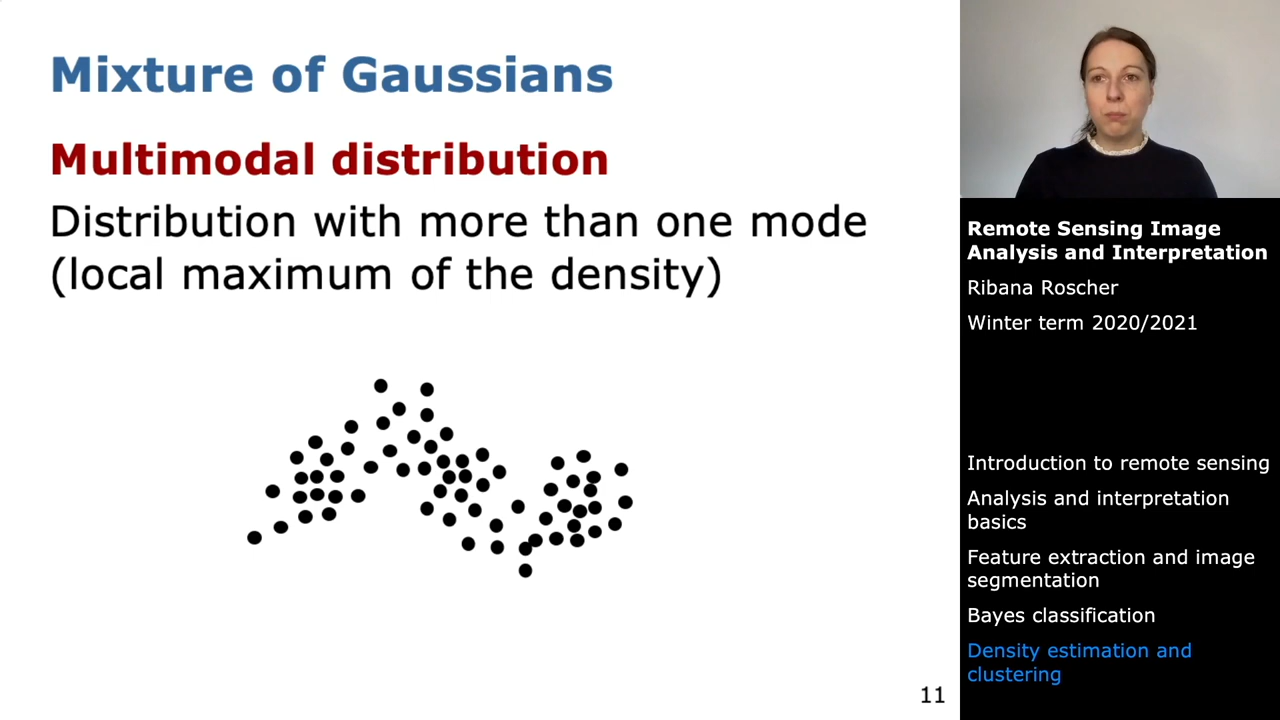 Mixture of Gaussians
Multimodal distribution
Distribution with more than one mode
(local maximum of the density)
11
Remote Sensing Image
Analysis and Interpretation
Ribana Roscher
Winter term 2020/2021
Introduction to remote sensing
Analysis and interpretation
basics
Feature extraction and image
segmentation
Bayes classification
Density estimation and
clustering